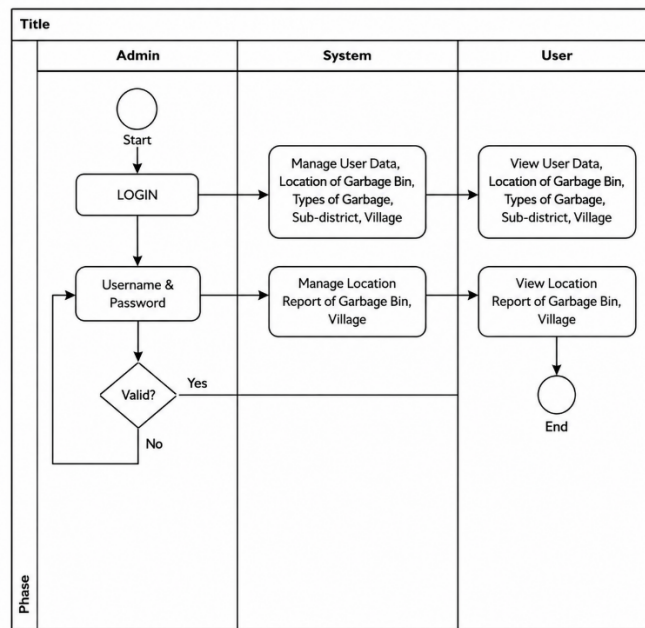 Title
Phase
Admin
System
User
Start
LOGIN
Manage User Data,
Location of Garbage Bin,
Types of Garbage,
Sub-district, Village
View User Data,
Location of Garbage Bin,
Types of Garbage,
Sub-district, Village
Username &
Password
Manage Location
Report of Garbage Bin,
Village
View Location
Report of Garbage Bin,
Village
Valid?
Yes
No
End